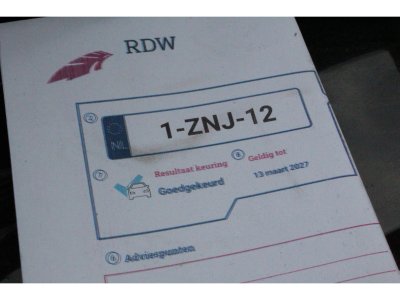 RDW
1-ZNJ-12
NL
Resultaat keuring
Goedgekeurd
Geldig tot
13 maart 2027
Adviespunten